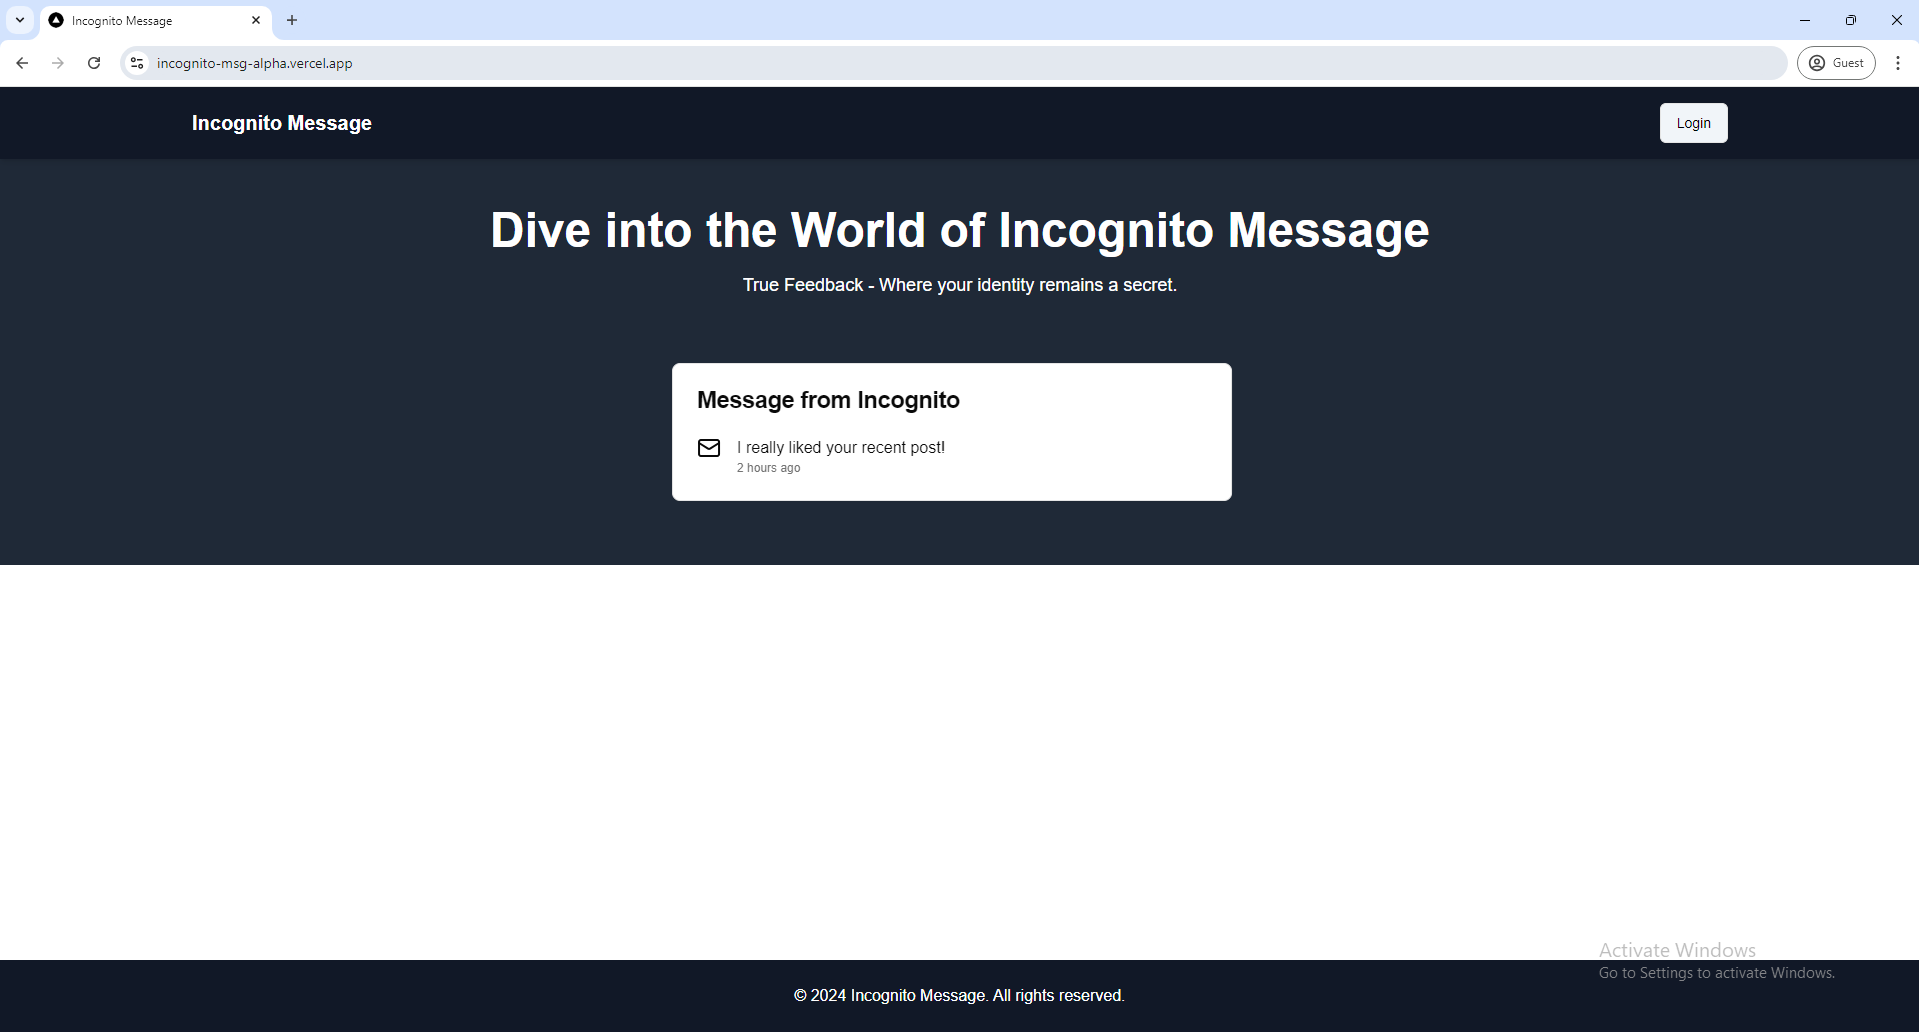 Incognito Message
incognito-msg-alpha.vercel.app
Guest
Incognito Message
Login
Dive into the World of Incognito Message
True Feedback - Where your identity remains a secret.
Message from Incognito
I really liked your recent post!
2 hours ago
Activate Windows
Go to Settings to activate Windows.
© 2024 Incognito Message. All rights reserved.